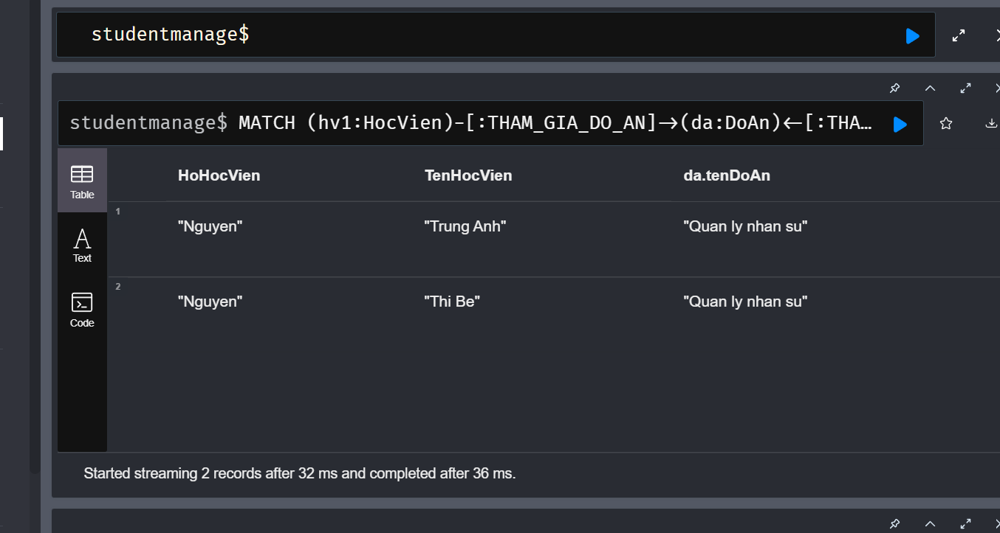 studentmanage$
studentmanage$ MATCH (hv1:HocVien)-[:THAM_GIA_DO_AN]->(da:DoAn)<-[:THA…
Table
HoHocVien TenHocVien da.tenDoAn
1
"Nguyen" "Trung Anh" "Quan ly nhan su"
Text
2
"Nguyen" "Thi Be" "Quan ly nhan su"
Code
Started streaming 2 records after 32 ms and completed after 36 ms.